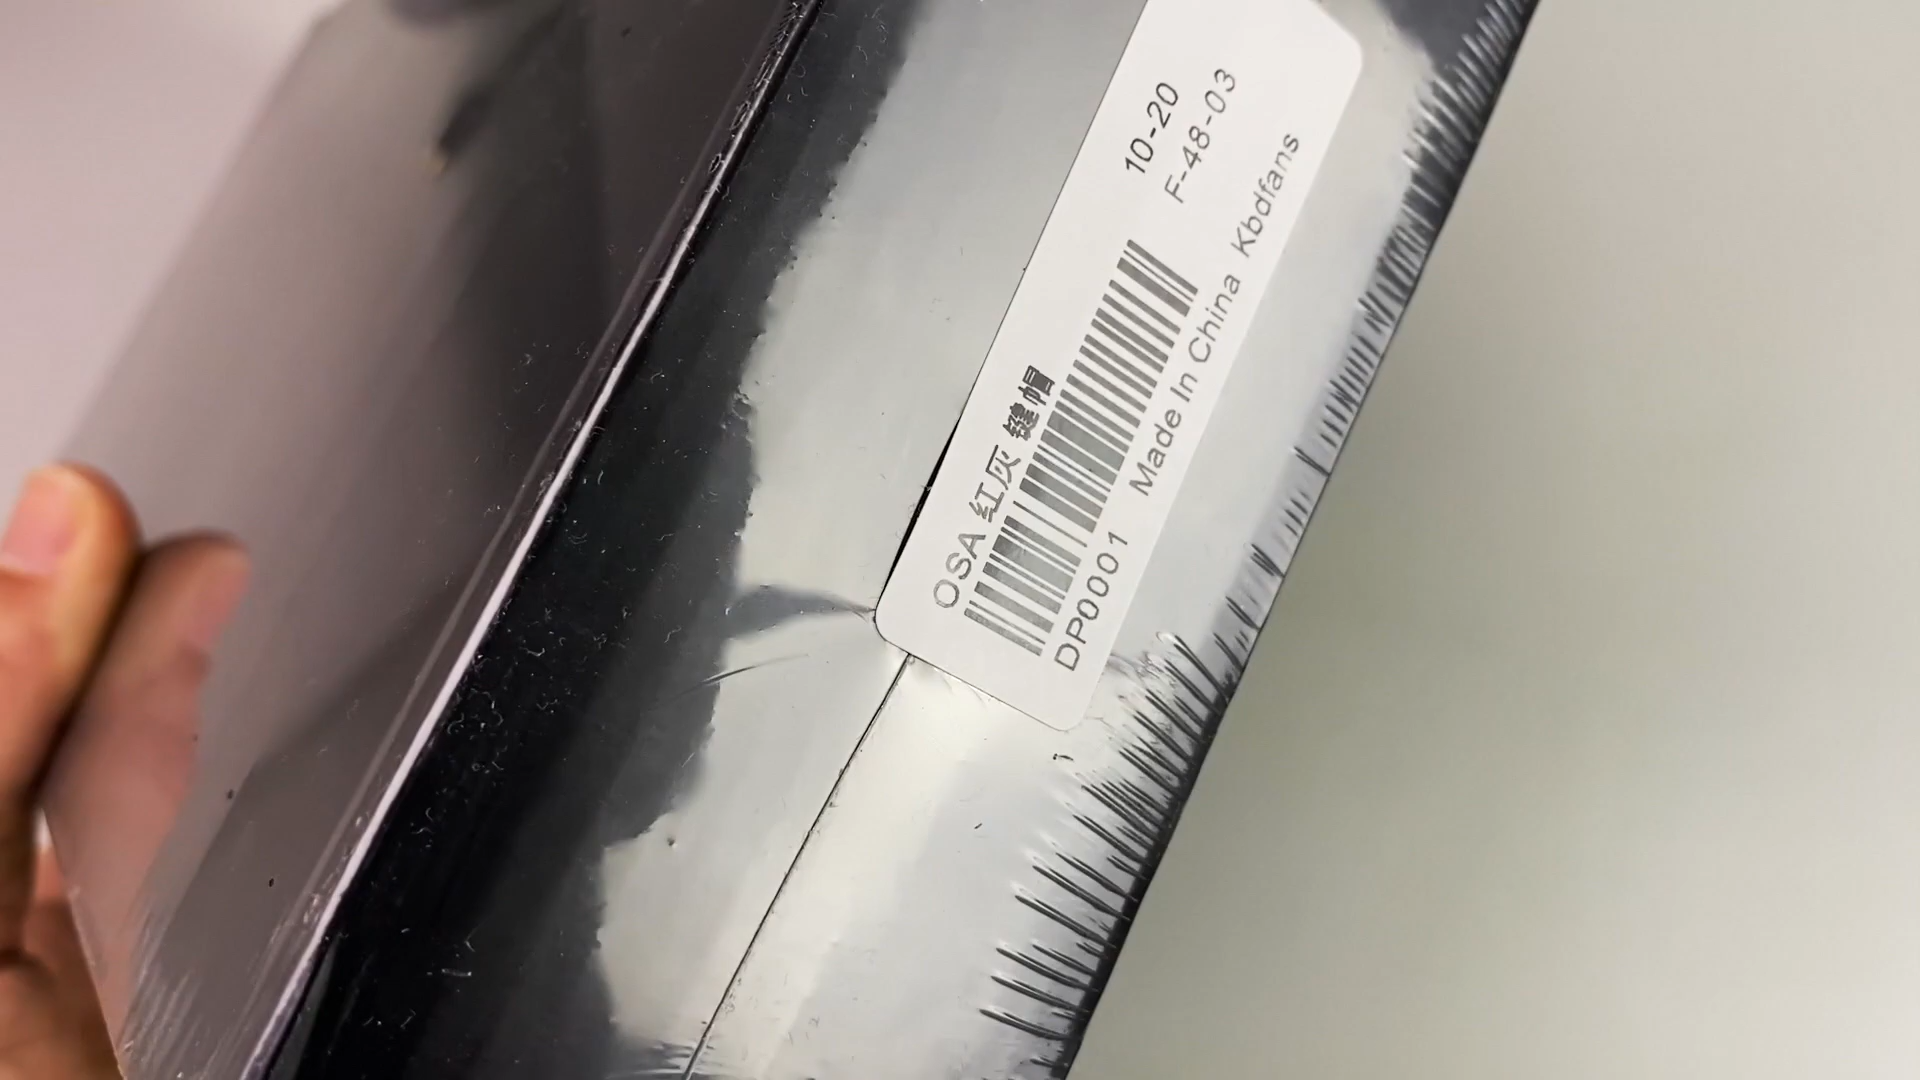 OSA 红灰 键帽
10-20
F-48-03
DP0001 Made In China Kbdfans